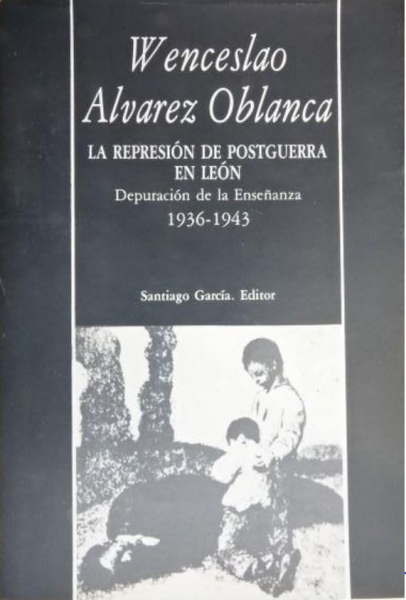 Wenceslao
Alvarez Oblanca
LA REPRESIÓN DE POSTGUERRA
EN LEÓN
Depuración de la Enseñanza
1936-1943
Santiago García. Editor